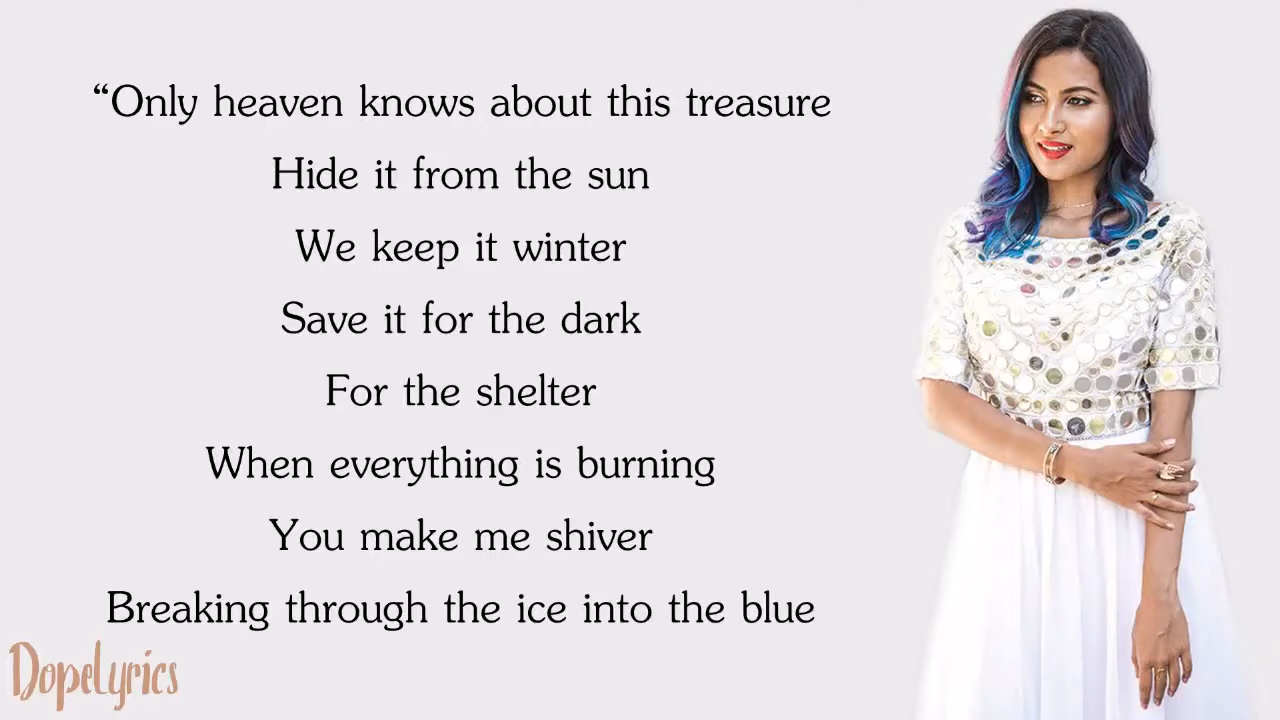 “Only heaven knows about this treasure
Hide it from the sun
We keep it winter
Save it for the dark
For the shelter
When everything is burning
You make me shiver
Breaking through the ice into the blue
DopeLyrics